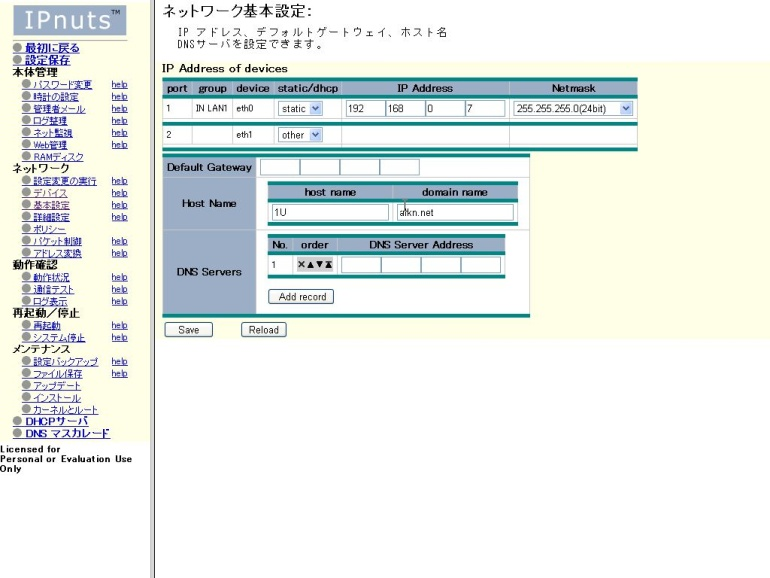 IPnuts™
最初に戻る
設定保存
本体管理
パスワード変更 help
時計の設定 help
管理者メール help
ログ整理 help
ネット監視 help
Web管理 help
RAMディスク
ネットワーク
設定変更の実行 help
デバイス help
基本設定 help
詳細設定 help
ポリシー
パケット制御 help
アドレス変換 help
動作確認
動作状況 help
通信テスト help
ログ表示 help
再起動／停止
再起動 help
システム停止 help
メンテナンス
設定バックアップ help
ファイル保存 help
アップデート
インストール
カーネルとルート
DHCPサーバ
DNS マスカレード
Licensed for
Personal or Evaluation Use
Only
ネットワーク基本設定:
IP アドレス、デフォルトゲートウェイ、ホスト名
DNSサーバを設定できます。
IP Address of devices
port group device static/dhcp IP Address Netmask
1 IN LAN1 eth0 static 192 168 0 7 255.255.255.0(24bit)
2 eth1 other
Default Gateway
Host Name
host name domain name
1U afkn.net
DNS Servers
No. order DNS Server Address
1 ×▲▼
Add record
Save Reload